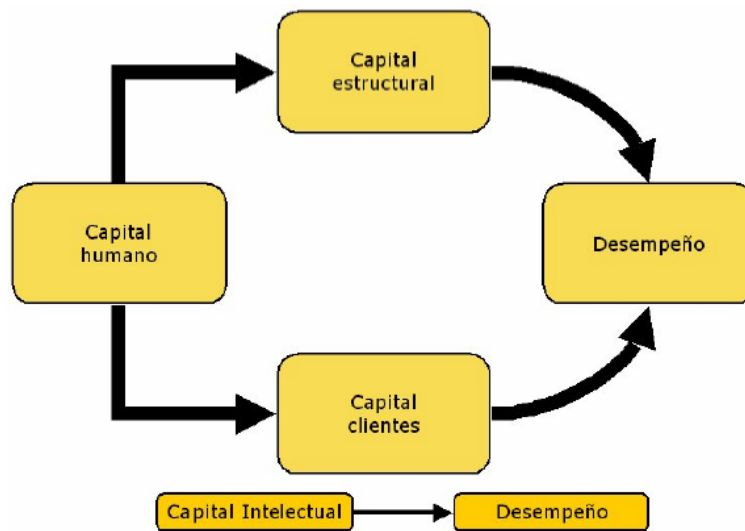 Capital
estructural
Capital
humano
Desempeño
Capital
clientes
Capital Intelectual
Desempeño